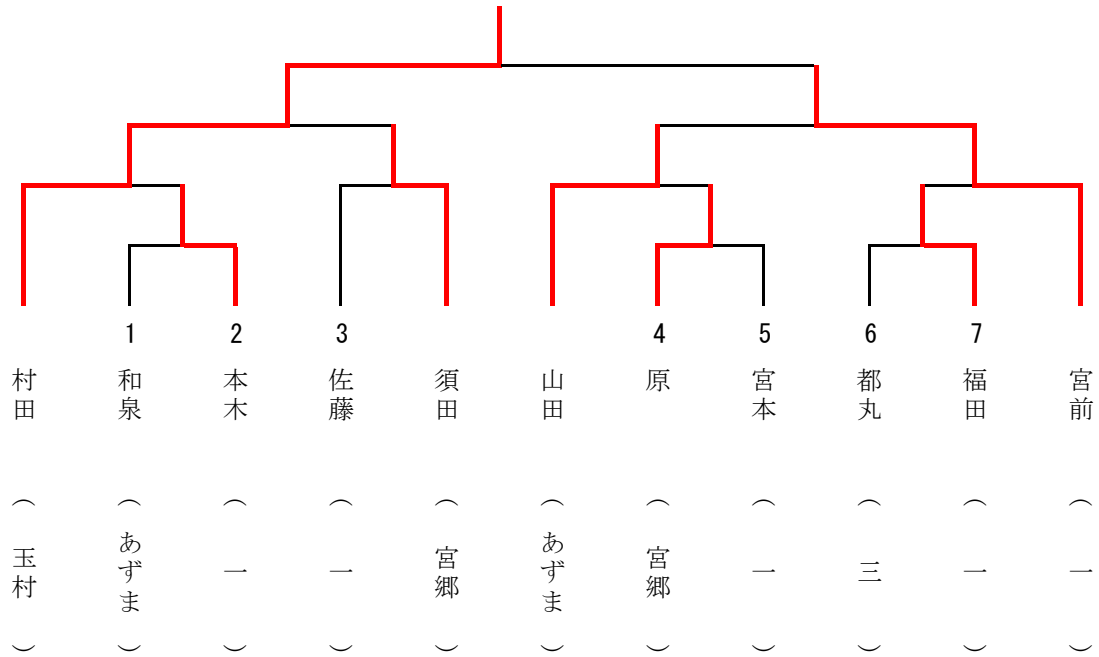 1 2 3 4 5 6 7
村田 和泉 本木 佐藤 須田 山田 原 宮本 都丸 福田 宮前
（玉村） （あずま） （一） （一） （宮郷） （あずま） （宮郷） （一） （三） （一） （一）